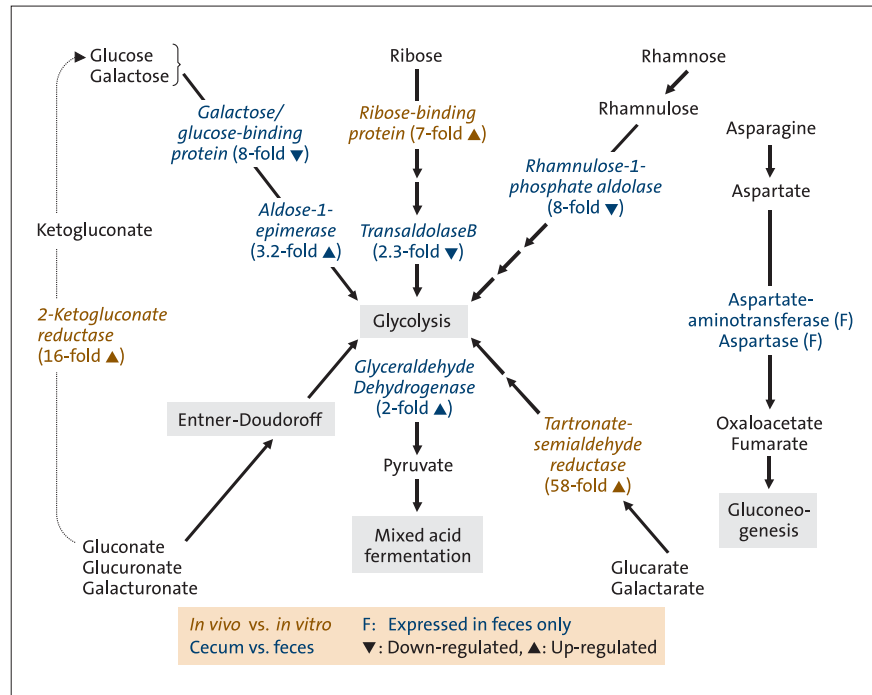 Glucose
Galactose
Ribose
Rhamnose
Rhamnulose
Asparagine
Galactose/
glucose-binding
protein (8-fold ▼)
Ribose-binding
protein (7-fold ▲)
Rhamnulose-1-
phosphate aldolase
(8-fold ▼)
Aspartate
Ketogluconate
Aldose-1-
epimerase
(3.2-fold ▲)
TransaldolaseB
(2.3-fold ▼)
2-Ketogluconate
reductase
(16-fold ▲)
Glycolysis
Aspartate-
aminotransferase (F)
Aspartase (F)
Glyceraldehyde
Dehydrogenase
(2-fold ▲)
Entner-Doudoroff
Tartronate-
semialdehyde
reductase
(58-fold ▲)
Oxaloacetate
Fumarate
Pyruvate
Gluconeo-
genesis
Mixed acid
fermentation
Gluconate
Glucuronate
Galacturonate
Glucarate
Galactarate
In vivo vs. in vitro
F: Expressed in feces only
Cecum vs. feces
▼: Down-regulated, ▲: Up-regulated